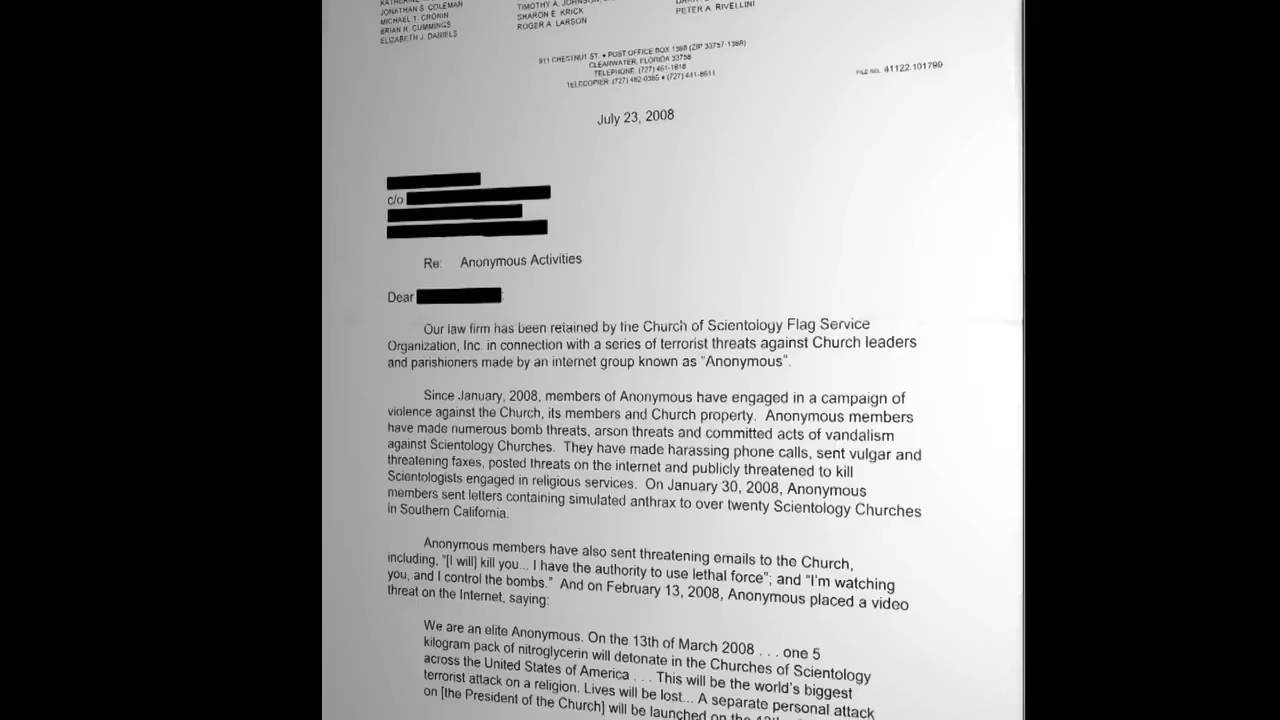 JONATHAN S. COLEMAN
MICHAEL T. CRONIN
BRIAN R. CUMMINGS
ELIZABETH J. DANIELS
TIMOTHY A. JOHNSON,
SHARON E. KRICK
ROGER A. LARSON
PETER A. RIVELLINI
911 CHESTNUT ST. • POST OFFICE BOX 1368 (ZIP 33757-1368)
CLEARWATER, FLORIDA 33756
TELEPHONE: (727) 461-1818
TELECOPIER: (727) 462-0365 • (727) 441-8617
FILE NO. 41122.101799
July 23, 2008
c/o
Re: Anonymous Activities
Dear :
Our law firm has been retained by the Church of Scientology Flag Service
Organization, Inc. in connection with a series of terrorist threats against Church leaders
and parishioners made by an internet group known as "Anonymous".
Since January, 2008, members of Anonymous have engaged in a campaign of
violence against the Church, its members and Church property. Anonymous members
have made numerous bomb threats, arson threats and committed acts of vandalism
against Scientology Churches. They have made harassing phone calls, sent vulgar and
threatening faxes, posted threats on the internet and publicly threatened to kill
Scientologists engaged in religious services. On January 30, 2008, Anonymous
members sent letters containing simulated anthrax to over twenty Scientology Churches
in Southern California.
Anonymous members have also sent threatening emails to the Church,
including, "[I will] kill you... I have the authority to use lethal force"; and "I'm watching
you, and I control the bombs." And on February 13, 2008, Anonymous placed a video
threat on the Internet, saying:
We are an elite Anonymous. On the 13th of March 2008 . . . one 5
kilogram pack of nitroglycerin will detonate in the Churches of Scientology
across the United States of America . . . This will be the world's biggest
terrorist attack on a religion. Lives will be lost... A separate personal attack
on [the President of the Church] will be launched on the